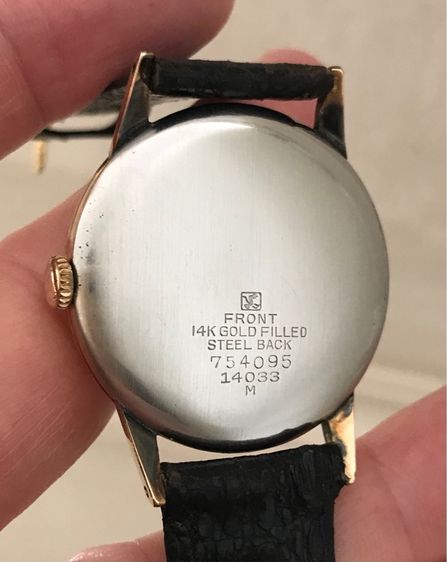 FRONT
14K GOLD FILLED
STEEL BACK
754095
14033
M